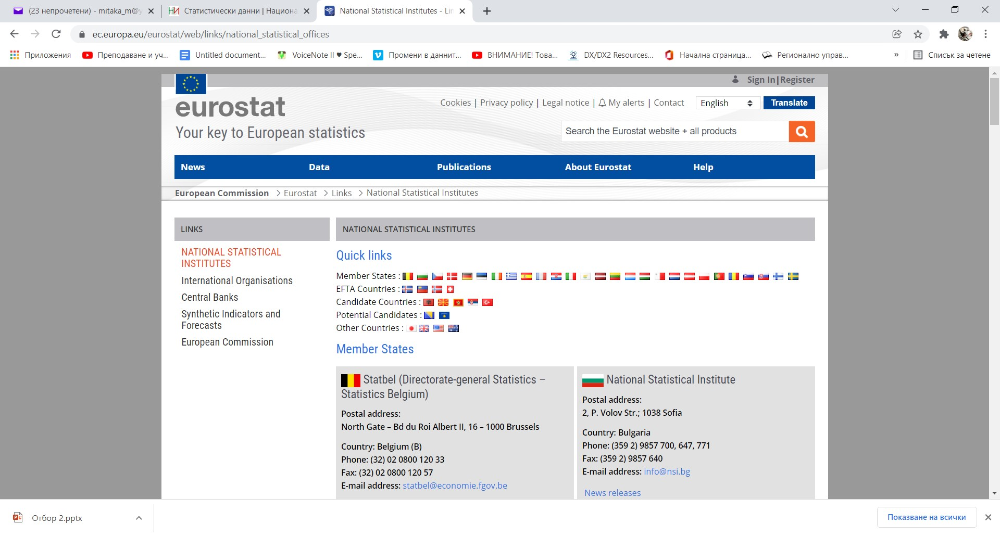 (23 непрочетени) - mitaka_m@y
Статистически данни | Национа
National Statistical Institutes - Lin
ec.europa.eu/eurostat/web/links/national_statistical_offices
Приложения
Преподаване и уч...
Untitled document...
VoiceNote II ♥ Spe...
Промени в даннит...
ВНИМАНИЕ! Това...
DX/DX2 Resources...
Начална страница...
Регионално управ...
»
Списък за четене
Sign In|Register
eurostat
Your key to European statistics
Cookies | Privacy policy | Legal notice | My alerts | Contact
English
Translate
Search the Eurostat website + all products
News
Data
Publications
About Eurostat
Help
European Commission > Eurostat > Links > National Statistical Institutes
LINKS
NATIONAL STATISTICAL
INSTITUTES
International Organisations
Central Banks
Synthetic Indicators and
Forecasts
European Commission
NATIONAL STATISTICAL INSTITUTES
Quick links
Member States :
EFTA Countries :
Candidate Countries :
Potential Candidates :
Other Countries :
Member States
Statbel (Directorate-general Statistics –
Statistics Belgium)
Postal address:
North Gate – Bd du Roi Albert II, 16 – 1000 Brussels
Country: Belgium (B)
Phone: (32) 02 0800 120 33
Fax: (32) 02 0800 120 57
E-mail address: statbel@economie.fgov.be
National Statistical Institute
Postal address:
2, P. Volov Str.; 1038 Sofia
Country: Bulgaria
Phone: (359 2) 9857 700, 647, 771
Fax: (359 2) 9857 640
E-mail address: info@nsi.bg
News releases
Отбор 2.pptx
Показване на всички